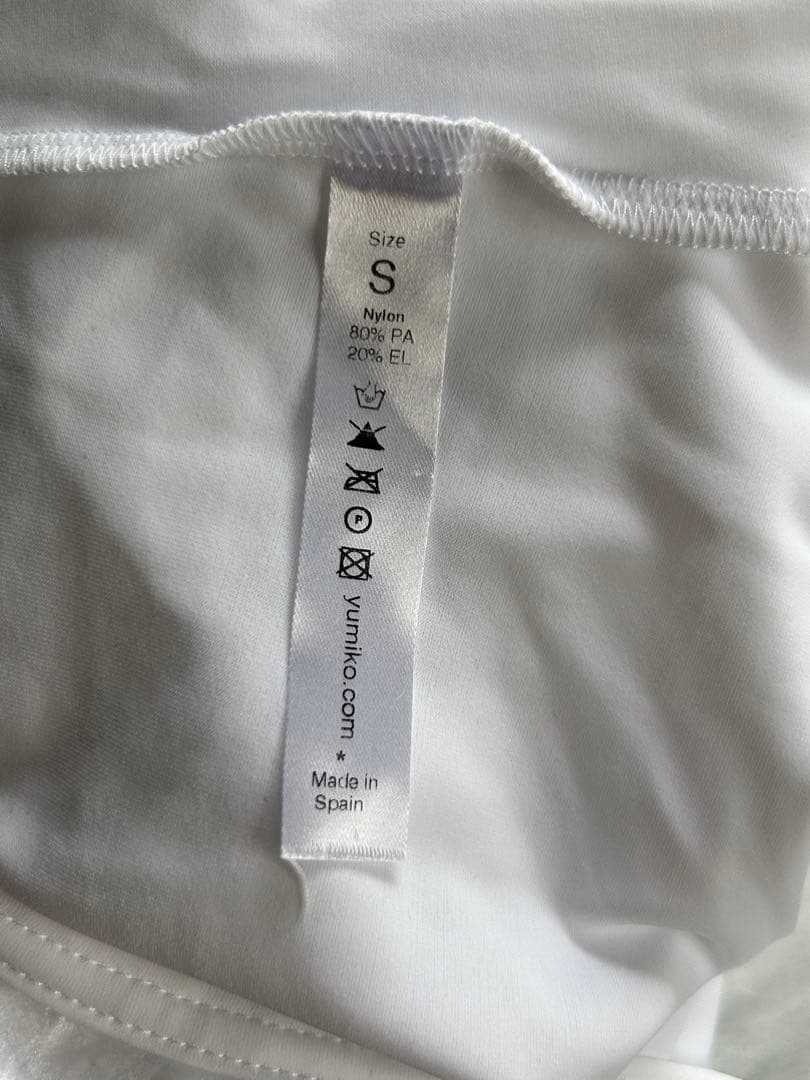 Size
S
Nylon
80% PA
20% EL
P
yumiko.com
*
Made in
Spain